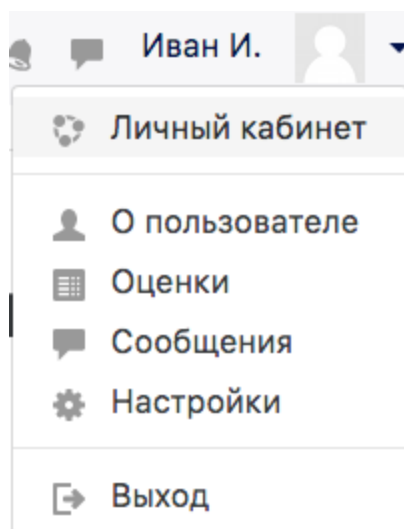 Иван И.
Личный кабинет
О пользователе
Оценки
Сообщения
Настройки
Выход